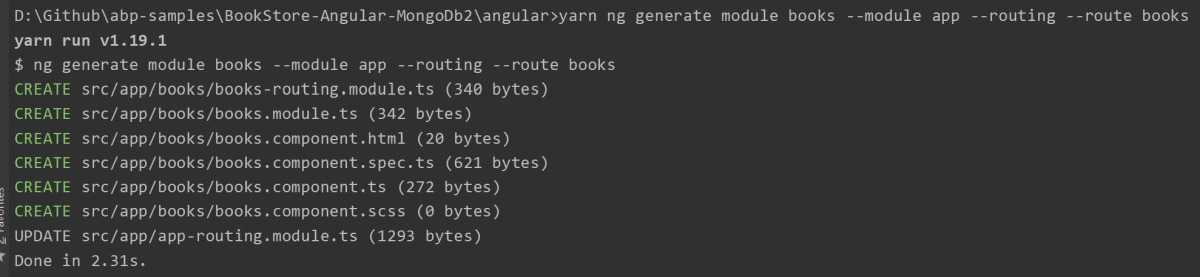 D:\Github\abp-samples\BookStore-Angular-MongoDb2\angular>yarn ng generate module books --module app --routing --route books
yarn run v1.19.1
$ ng generate module books --module app --routing --route books
CREATE src/app/books/books-routing.module.ts (340 bytes)
CREATE src/app/books/books.module.ts (342 bytes)
CREATE src/app/books/books.component.html (20 bytes)
CREATE src/app/books/books.component.spec.ts (621 bytes)
CREATE src/app/books/books.component.ts (272 bytes)
CREATE src/app/books/books.component.scss (0 bytes)
UPDATE src/app/app-routing.module.ts (1293 bytes)
Done in 2.31s.